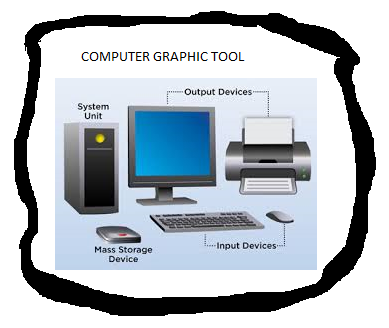 COMPUTER GRAPHIC TOOL
Output Devices
System
Unit
Mass Storage
Device
Input Devices